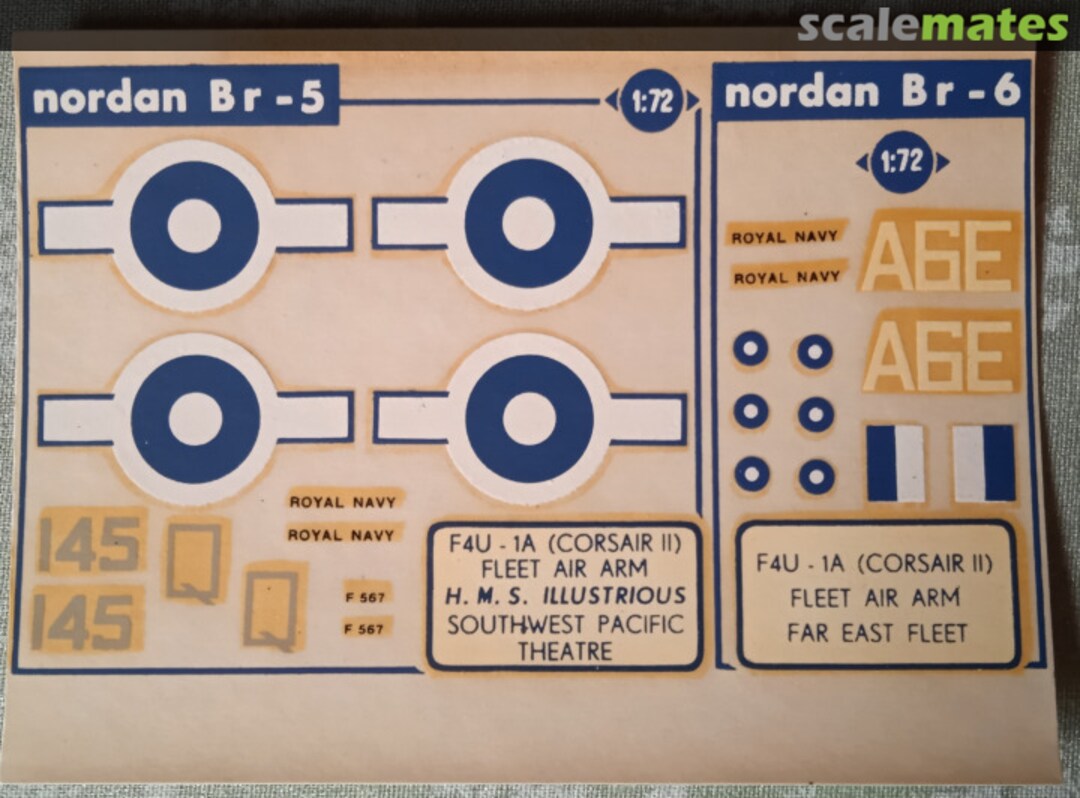 scalemates
nordan Br-5
1:72
ROYAL NAVY
ROYAL NAVY
145
145
Q
Q
F 567
F 567
F4U - 1A (CORSAIR II)
FLEET AIR ARM
H. M. S. ILLUSTRIOUS
SOUTHWEST PACIFIC
THEATRE
nordan Br-6
1:72
ROYAL NAVY
ROYAL NAVY
A6E
A6E
F4U - 1A (CORSAIR II)
FLEET AIR ARM
FAR EAST FLEET